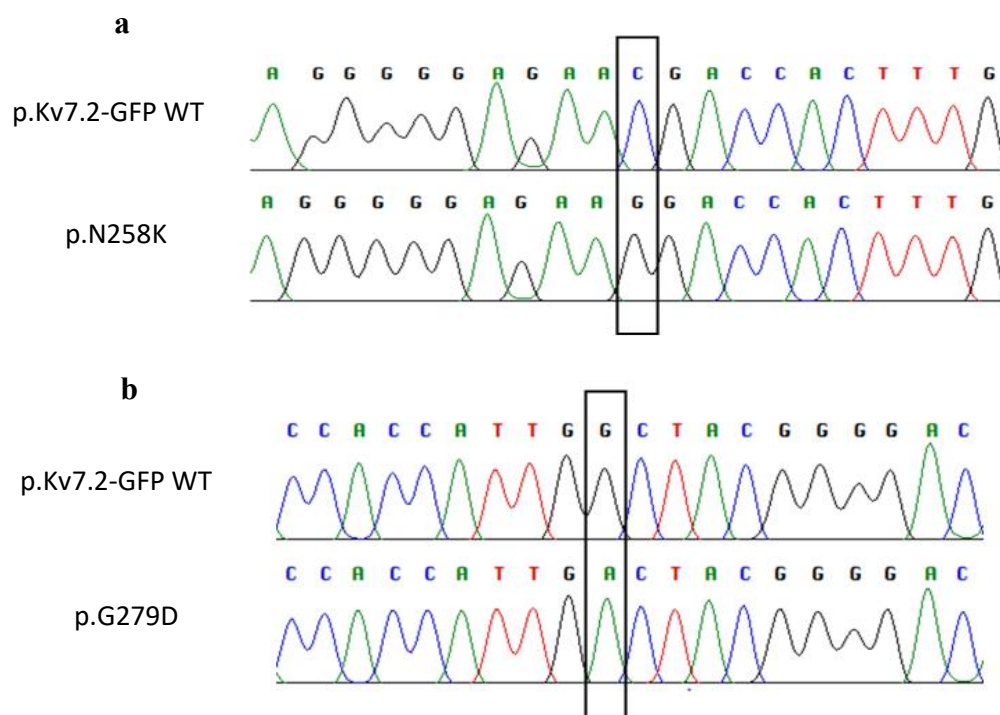 a
A G G G G G A G A A C G A C C A C T T T G
p.Kv7.2-GFP WT
A G G G G G A G A A G G A C C A C T T T G
p.N258K
b
C C A C C A T T G G C T A C G G G G A C
p.Kv7.2-GFP WT
C C A C C A T T G A C T A C G G G G A C
p.G279D